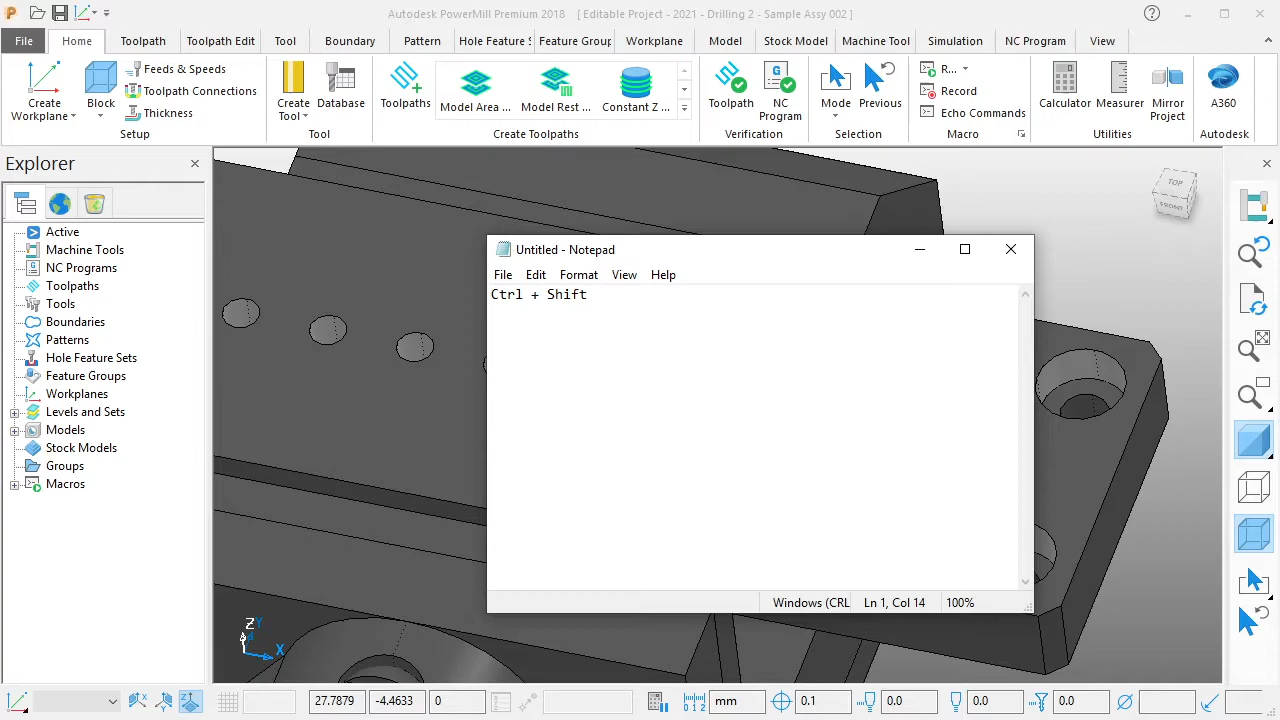 Autodesk PowerMill Premium 2018 [ Editable Project - 2021 - Drilling 2 - Sample Assy 002 ]
File Home Toolpath Toolpath Edit Tool Boundary Pattern Hole Feature S Feature Group Workplane Model Stock Model Machine Tool Simulation NC Program View
Create Workplane
Block
Feeds & Speeds
Toolpath Connections
Thickness
Setup
Create Tool
Database
Tool
Toolpaths
Model Area ...
Model Rest ...
Constant Z ...
Create Toolpaths
Toolpath
NC Program
Verification
Mode
Previous
Selection
R...
Record
Echo Commands
Macro
Calculator
Measurer
Mirror Project
Utilities
A360
Autodesk
Explorer
Active
Machine Tools
NC Programs
Toolpaths
Tools
Boundaries
Patterns
Hole Feature Sets
Feature Groups
Workplanes
Levels and Sets
Models
Stock Models
Groups
Macros
TOP
FRONT
Untitled - Notepad
File Edit Format View Help
Ctrl + Shift
Windows (CRL Ln 1, Col 14 100%
Z Y
X
27.7879 -4.4633 0 mm 0.1 0.0 0.0 0.0